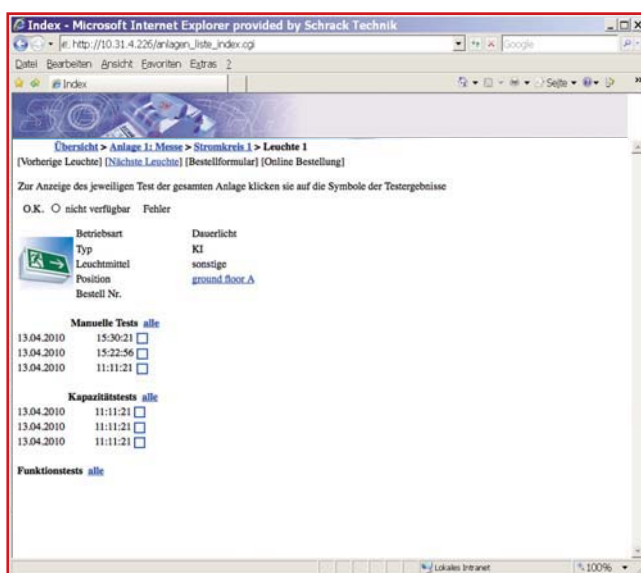 Index - Microsoft Internet Explorer provided by Schrack Technik
http://10.31.4.226/anlagen_liste_index.cgi
Google
Datei Bearbeiten Ansicht Favoriten Extras ?
Index
Seite
Übersicht > Anlage 1: Messe > Stromkreis 1 > Leuchte 1
[Vorherige Leuchte] [Nächste Leuchte] [Bestellformular] [Online Bestellung]
Zur Anzeige des jeweiligen Test der gesamten Anlage klicken sie auf die Symbole der Testergebnisse
O.K. nicht verfügbar Fehler
Betriebsart Dauerlicht
Typ KI
Leuchtmittel sonstige
Position ground floor A
Bestell Nr.
Manuelle Tests alle
13.04.2010 15:30:21
13.04.2010 15:22:56
13.04.2010 11:11:21
Kapazitätstests alle
13.04.2010 11:11:21
13.04.2010 11:11:21
13.04.2010 11:11:21
Funktionstests alle
Lokales Intranet 100%